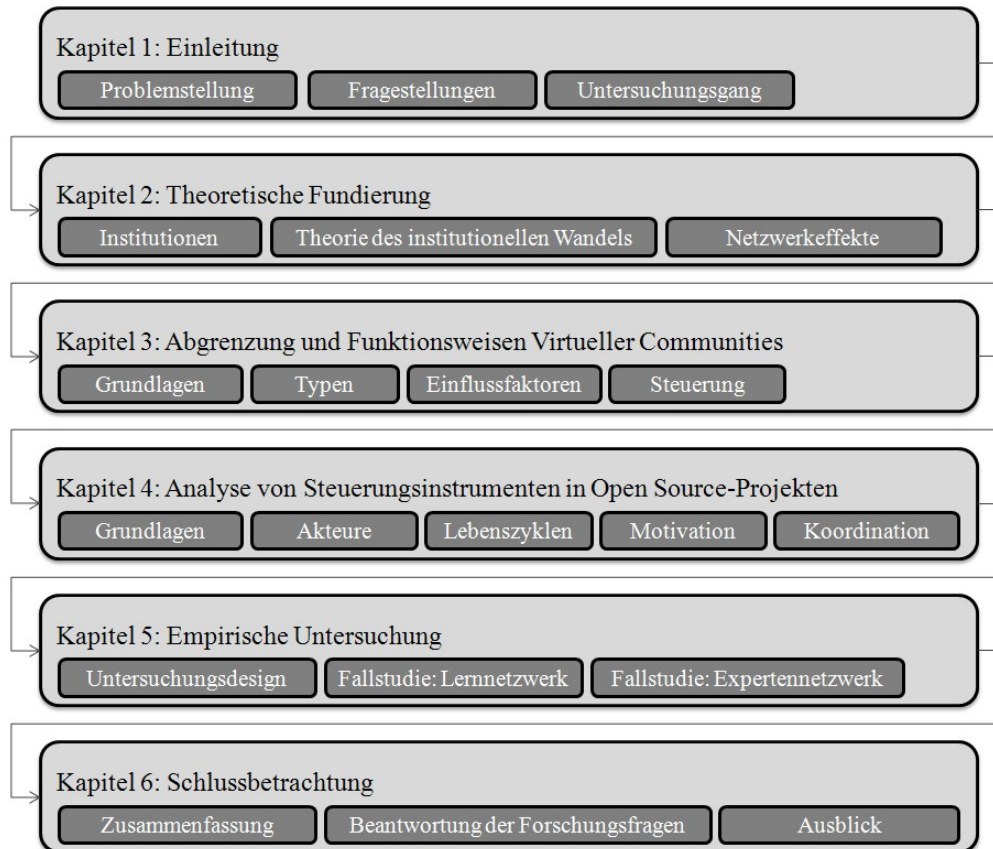 Kapitel 1: Einleitung
Problemstellung
Fragestellungen
Untersuchungsgang
Kapitel 2: Theoretische Fundierung
Institutionen
Theorie des institutionellen Wandels
Netzwerkeffekte
Kapitel 3: Abgrenzung und Funktionsweisen Virtueller Communities
Grundlagen
Typen
Einflussfaktoren
Steuerung
Kapitel 4: Analyse von Steuerungsinstrumenten in Open Source-Projekten
Grundlagen
Akteure
Lebenszyklen
Motivation
Koordination
Kapitel 5: Empirische Untersuchung
Untersuchungsdesign
Fallstudie: Lernnetzwerk
Fallstudie: Expertennetzwerk
Kapitel 6: Schlussbetrachtung
Zusammenfassung
Beantwortung der Forschungsfragen
Ausblick